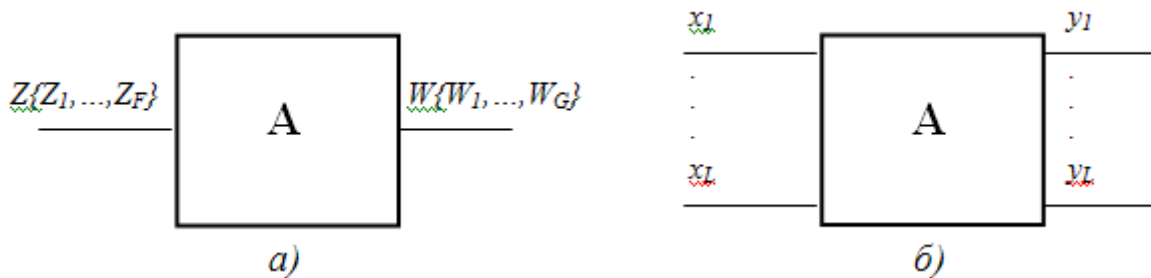 Z{Z1,...,ZF}
A
W{W1,...,WG}
а)
x1
.
.
.
xL
A
y1
.
.
.
yL
б)